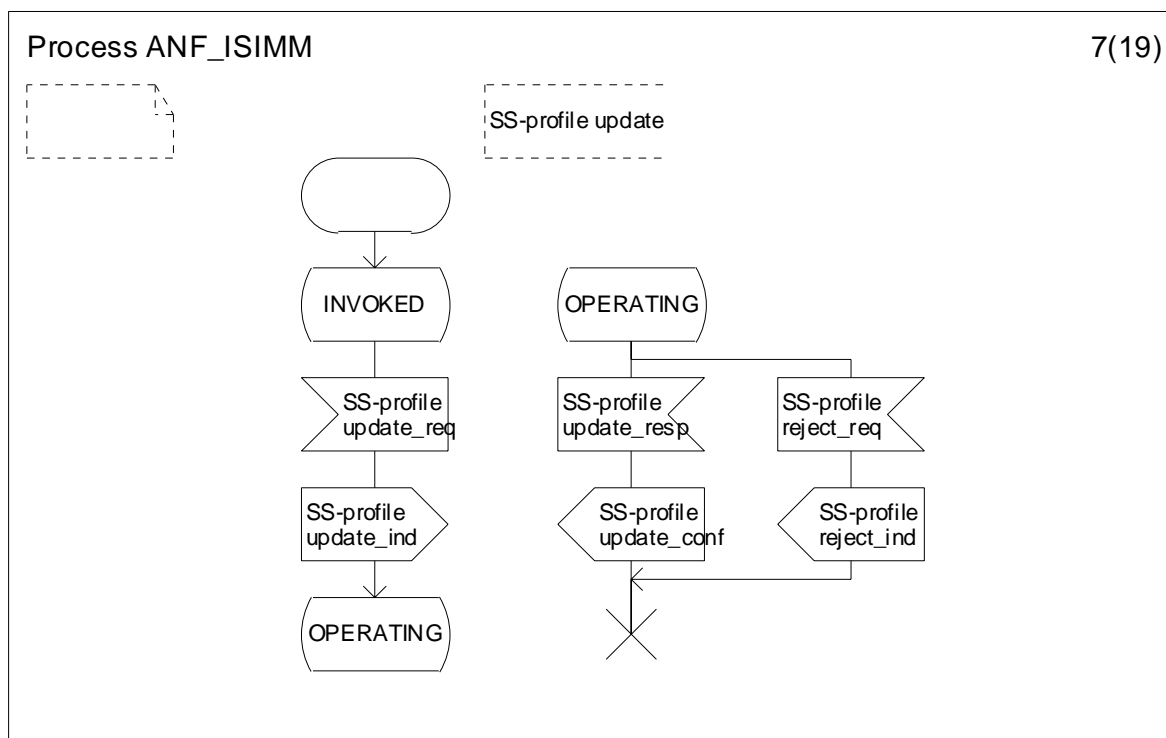 Process ANF_ISIMM
7(19)
SS-profile update
INVOKED
OPERATING
SS-profile
update_req
SS-profile
update_resp
SS-profile
reject_req
SS-profile
update_ind
SS-profile
update_conf
SS-profile
reject_ind
OPERATING